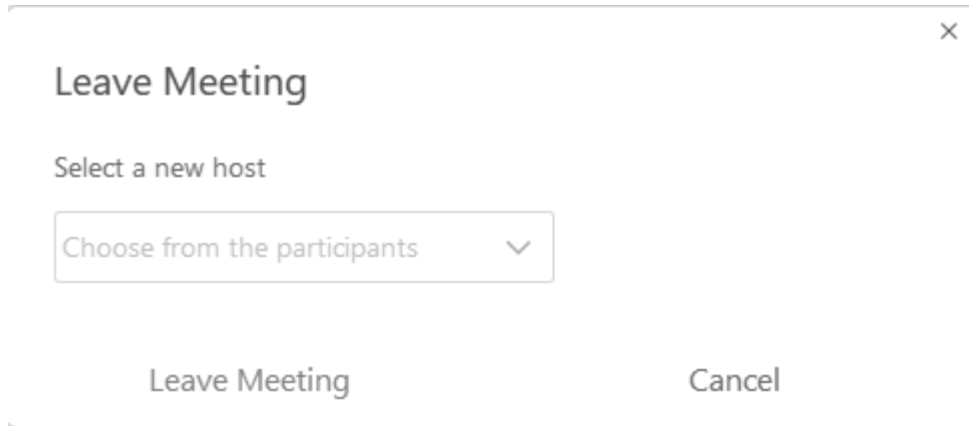 Leave Meeting
Select a new host
Choose from the participants
Leave Meeting Cancel